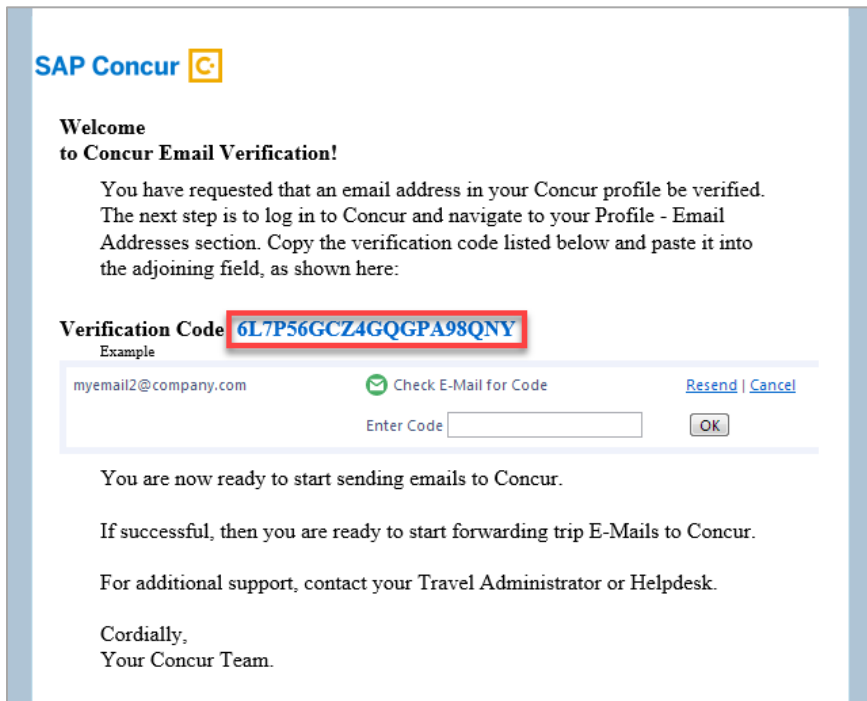 SAP Concur C
Welcome
to Concur Email Verification!
You have requested that an email address in your Concur profile be verified.
The next step is to log in to Concur and navigate to your Profile - Email
Addresses section. Copy the verification code listed below and paste it into
the adjoining field, as shown here:
Verification Code 6L7P56GCZ4GQGPA98QNY
Example
myemail2@company.com Check E-Mail for Code Resend | Cancel
Enter Code OK
You are now ready to start sending emails to Concur.
If successful, then you are ready to start forwarding trip E-Mails to Concur.
For additional support, contact your Travel Administrator or Helpdesk.
Cordially,
Your Concur Team.